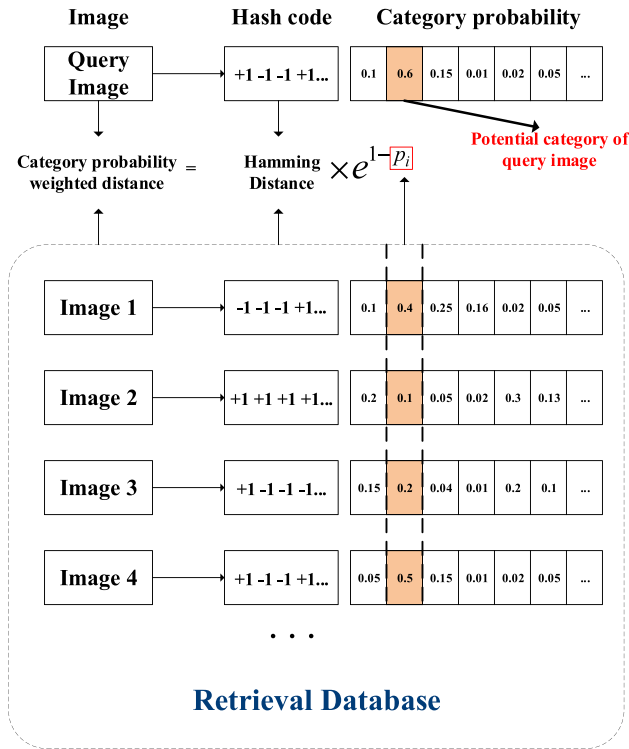 Image Hash code Category probability
Query Image +1 -1 -1 +1... 0.1 0.6 0.15 0.01 0.02 0.05 ...
Potential category of
query image
Category probability
weighted distance = Hamming
Distance × e^{1-p_i}
Image 1 -1 -1 -1 +1... 0.1 0.4 0.25 0.16 0.02 0.05 ...
Image 2 +1 +1 +1 +1... 0.2 0.1 0.05 0.02 0.3 0.13 ...
Image 3 +1 -1 -1 -1... 0.15 0.2 0.04 0.01 0.2 0.1 ...
Image 4 +1 -1 -1 +1... 0.05 0.5 0.15 0.01 0.02 0.05 ...
. . .
Retrieval Database